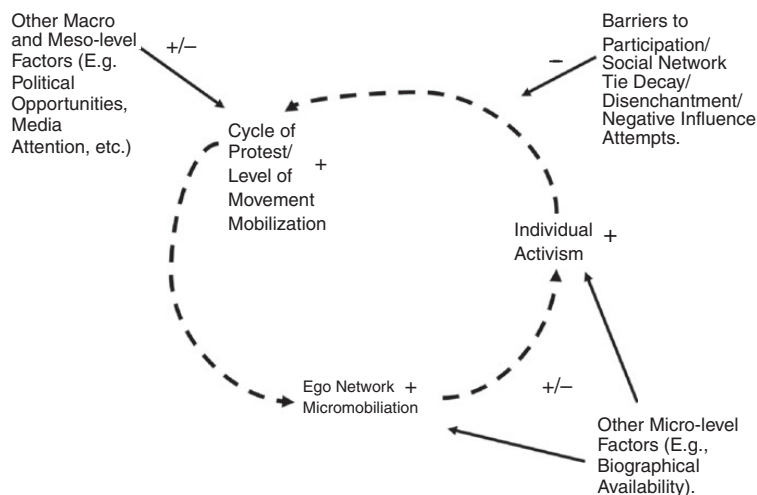 Other Macro
and Meso-level
Factors (E.g.
Political
Opportunities,
Media
Attention, etc.)
+/–
Barriers to
Participation/
Social Network
Tie Decay/
Disenchantment/
Negative Influence
Attempts.
–
Cycle of
Protest/
Level of
Movement
Mobilization
+
Individual
Activism
+
Ego Network +
Micromobiliation
+/–
Other Micro-level
Factors (E.g.,
Biographical
Availability).